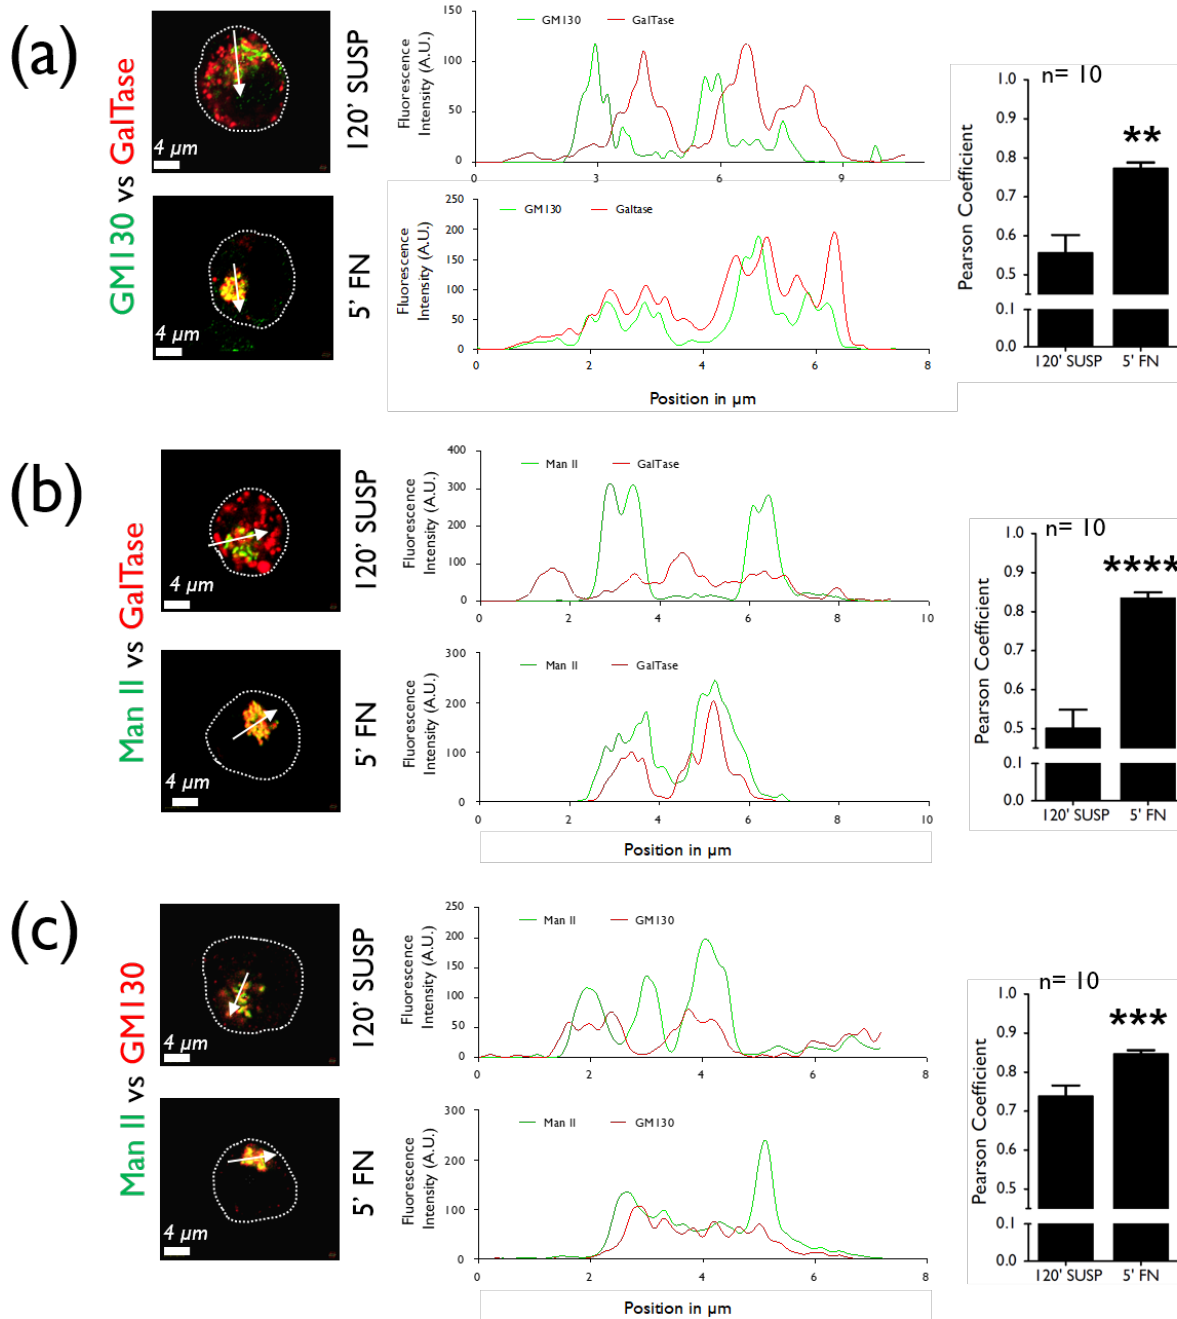 (a)
GM130 vs GalTase
120' SUSP
4 µm
5' FN
4 µm
Fluorescence
Intensity (A.U.)
GM130 GalTase
150
100
50
0
0 3 6 9
Fluorescence
Intensity (A.U.)
GM130 Galtase
250
200
150
100
50
0
0 2 4 6 8
Position in µm
n= 10
**
Pearson Coefficient
1.0
0.9
0.8
0.7
0.6
0.5
0.1
0.0
120' SUSP 5' FN
(b)
Man II vs GalTase
120' SUSP
4 µm
5' FN
4 µm
Fluorescence
Intensity (A.U.)
Man II GalTase
400
300
200
100
0
0 2 4 6 8 10
Fluorescence
Intensity (A.U.)
Man II GalTase
300
200
100
0
0 2 4 6 8 10
Position in µm
n= 10
****
Pearson Coefficient
1.0
0.9
0.8
0.7
0.6
0.5
0.1
0.0
120' SUSP 5' FN
(c)
Man II vs GM130
120' SUSP
4 µm
5' FN
4 µm
Fluorescence
Intensity (A.U.)
Man II GM130
250
200
150
100
50
0
0 2 4 6 8
Fluorescence
Intensity (A.U.)
Man II GM130
300
200
100
0
0 2 4 6 8
Position in µm
n= 10
***
Pearson Coefficient
1.0
0.9
0.8
0.7
0.6
0.5
0.1
0.0
120' SUSP 5' FN